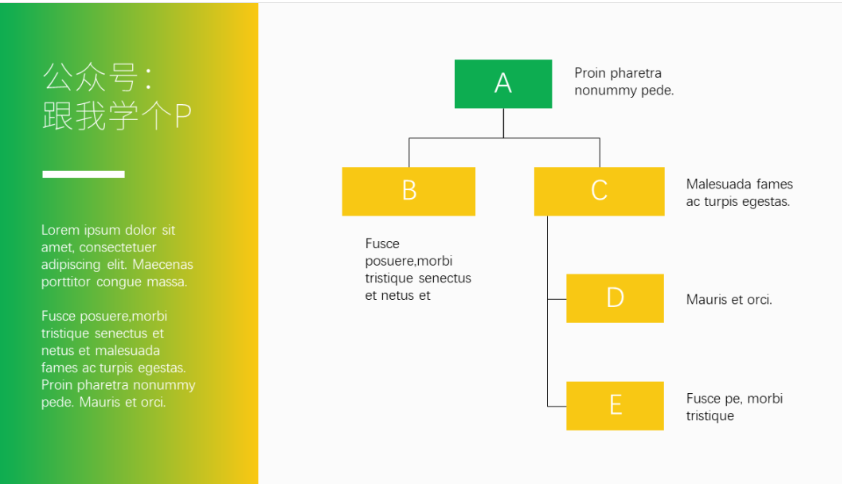 公众号：
跟我学个P
Lorem ipsum dolor sit
amet, consectetuer
adipiscing elit. Maecenas
porttitor congue massa.
Fusce posuere,morbi
tristique senectus et
netus et malesuada
fames ac turpis egestas.
Proin pharetra nonummy
pede. Mauris et orci.
A
Proin pharetra
nonummy pede.
B
Fusce
posuere,morbi
tristique senectus
et netus et
C
Malesuada fames
ac turpis egestas.
D
Mauris et orci.
E
Fusce pe, morbi
tristique